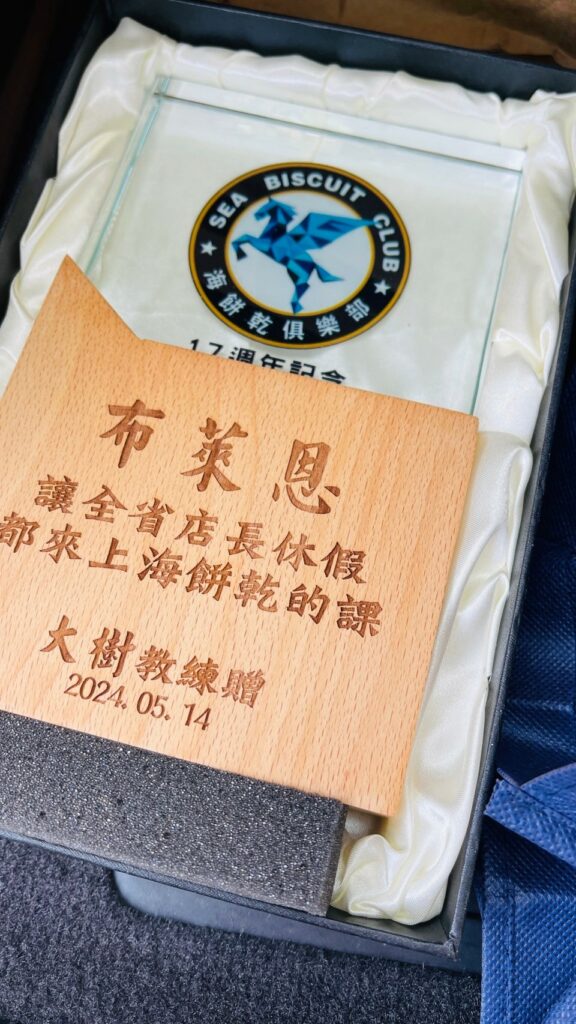 SEA BISCUIT CLUB
海餅乾俱樂部
17週年記念
布萊恩
讓全省店長休假
都來上海餅乾的課
大樹教練贈
2024.05.14